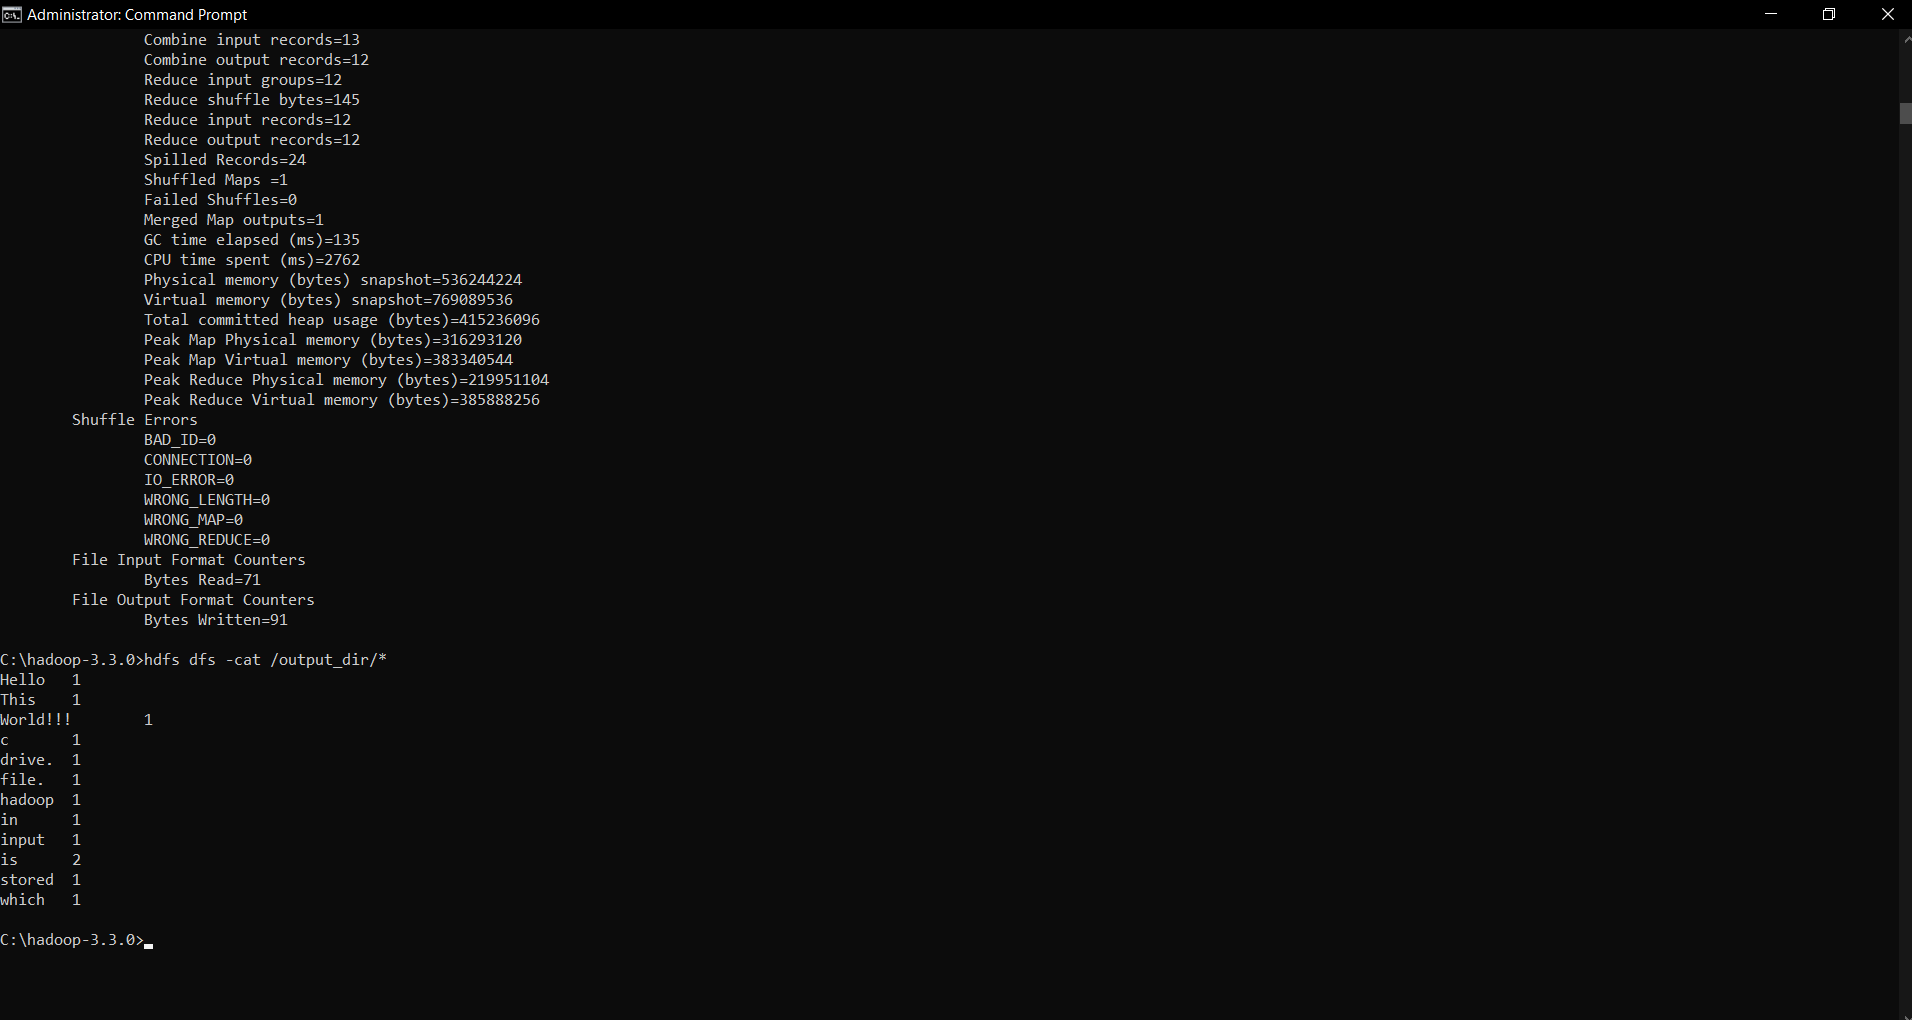 Administrator: Command Prompt
Combine input records=13
Combine output records=12
Reduce input groups=12
Reduce shuffle bytes=145
Reduce input records=12
Reduce output records=12
Spilled Records=24
Shuffled Maps =1
Failed Shuffles=0
Merged Map outputs=1
GC time elapsed (ms)=135
CPU time spent (ms)=2762
Physical memory (bytes) snapshot=536244224
Virtual memory (bytes) snapshot=769089536
Total committed heap usage (bytes)=415236096
Peak Map Physical memory (bytes)=316293120
Peak Map Virtual memory (bytes)=383340544
Peak Reduce Physical memory (bytes)=219951104
Peak Reduce Virtual memory (bytes)=385888256
Shuffle Errors
BAD_ID=0
CONNECTION=0
IO_ERROR=0
WRONG_LENGTH=0
WRONG_MAP=0
WRONG_REDUCE=0
File Input Format Counters
Bytes Read=71
File Output Format Counters
Bytes Written=91
C:\hadoop-3.3.0>hdfs dfs -cat /output_dir/*
Hello 1
This 1
World!!! 1
c 1
drive. 1
file. 1
hadoop 1
in 1
input 1
is 2
stored 1
which 1
C:\hadoop-3.3.0>